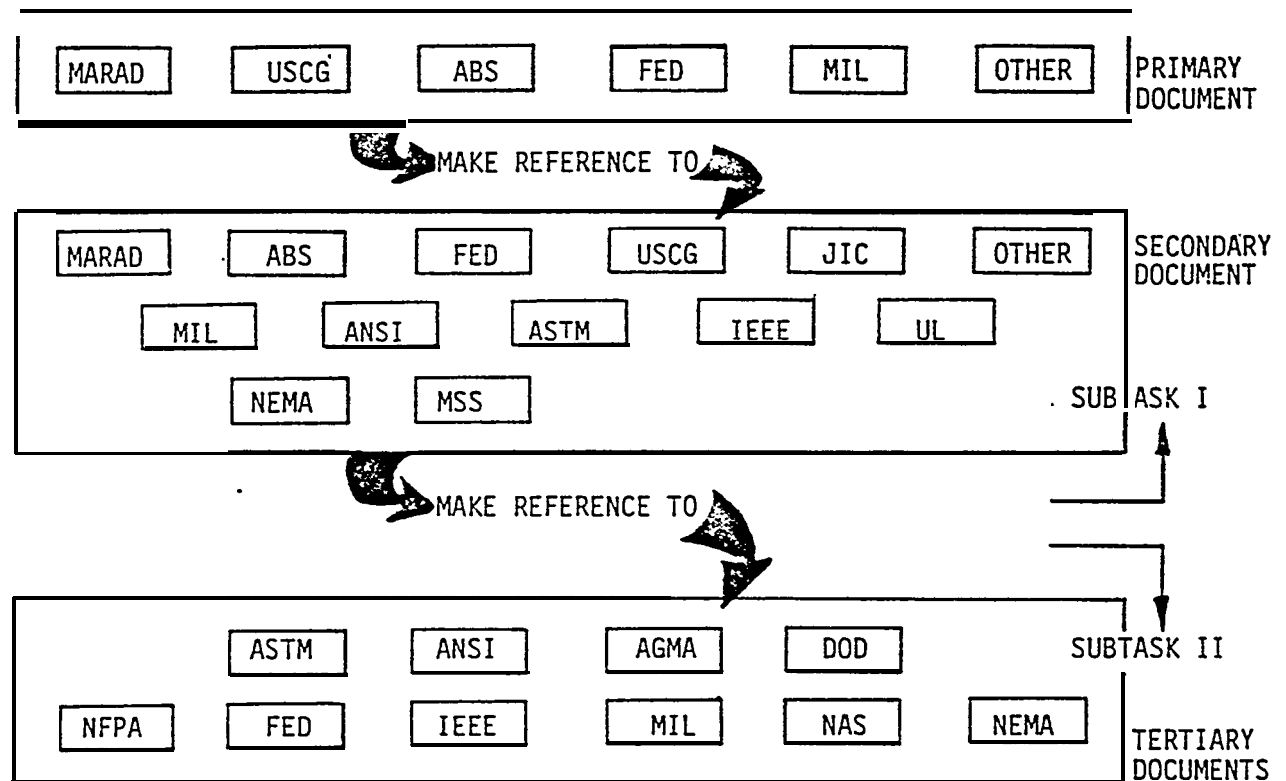 MARAD USCG ABS FED MIL OTHER
PRIMARY
DOCUMENT
MAKE REFERENCE TO
MARAD ABS FED USCG JIC OTHER
SECONDARY
DOCUMENT
MIL ANSI ASTM IEEE UL
NEMA MSS
SUB ASK I
MAKE REFERENCE TO
ASTM ANSI AGMA DOD
SUBTASK II
NFPA FED IEEE MIL NAS NEMA
TERTIARY
DOCUMENTS